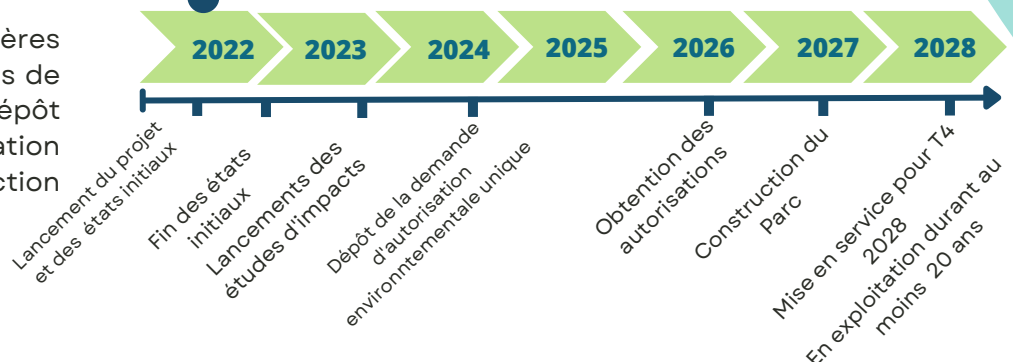 ères
s de
épôt
ation
ction
2022
2023
2024
2025
2026
2027
2028
Lancement du projet
et des états initiaux
Fin des états
initiaux
Lancements des
études d'impacts
Dépôt de la demande
d'autorisation
environntementale unique
Obtention des
autorisations
Construction du
Parc
Mise en service pour T4
2028
En exploitation durant au
moins 20 ans